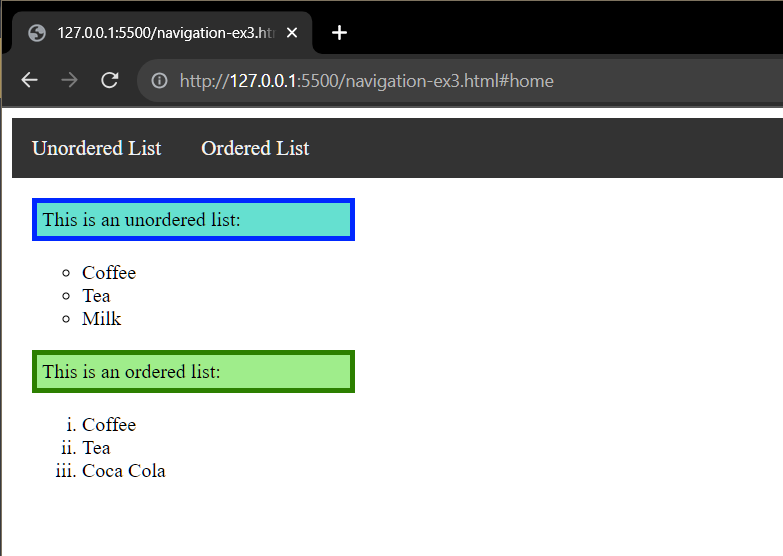 127.0.0.1:5500/navigation-ex3.ht
http://127.0.0.1:5500/navigation-ex3.html#home
Unordered List Ordered List
This is an unordered list:
Coffee
Tea
Milk
This is an ordered list:
i. Coffee
ii. Tea
iii. Coca Cola